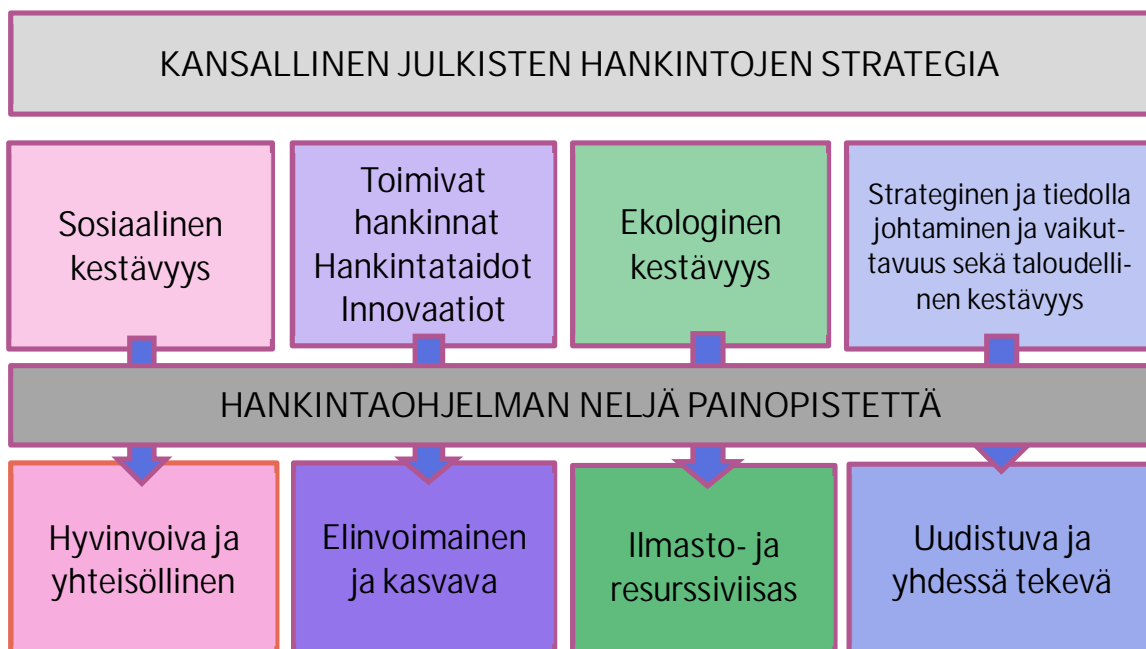 KANSALLINEN JULKISTEN HANKINTOJEN STRATEGIA
Sosiaalinen
kestävyys
Toimivat
hankinnat
Hankintataidot
Innovaatiot
Ekologinen
kestävyys
Strateginen ja tiedolla
johtaminen ja vaikut-
tavuus sekä taloudelli-
nen kestävyys
HANKINTAOHJELMAN NELJÄ PAINOPISTETTÄ
Hyvinvoiva ja
yhteisöllinen
Elinvoimainen
ja kasvava
Ilmasto- ja
resurssiviisas
Uudistuva ja
yhdessä tekevä